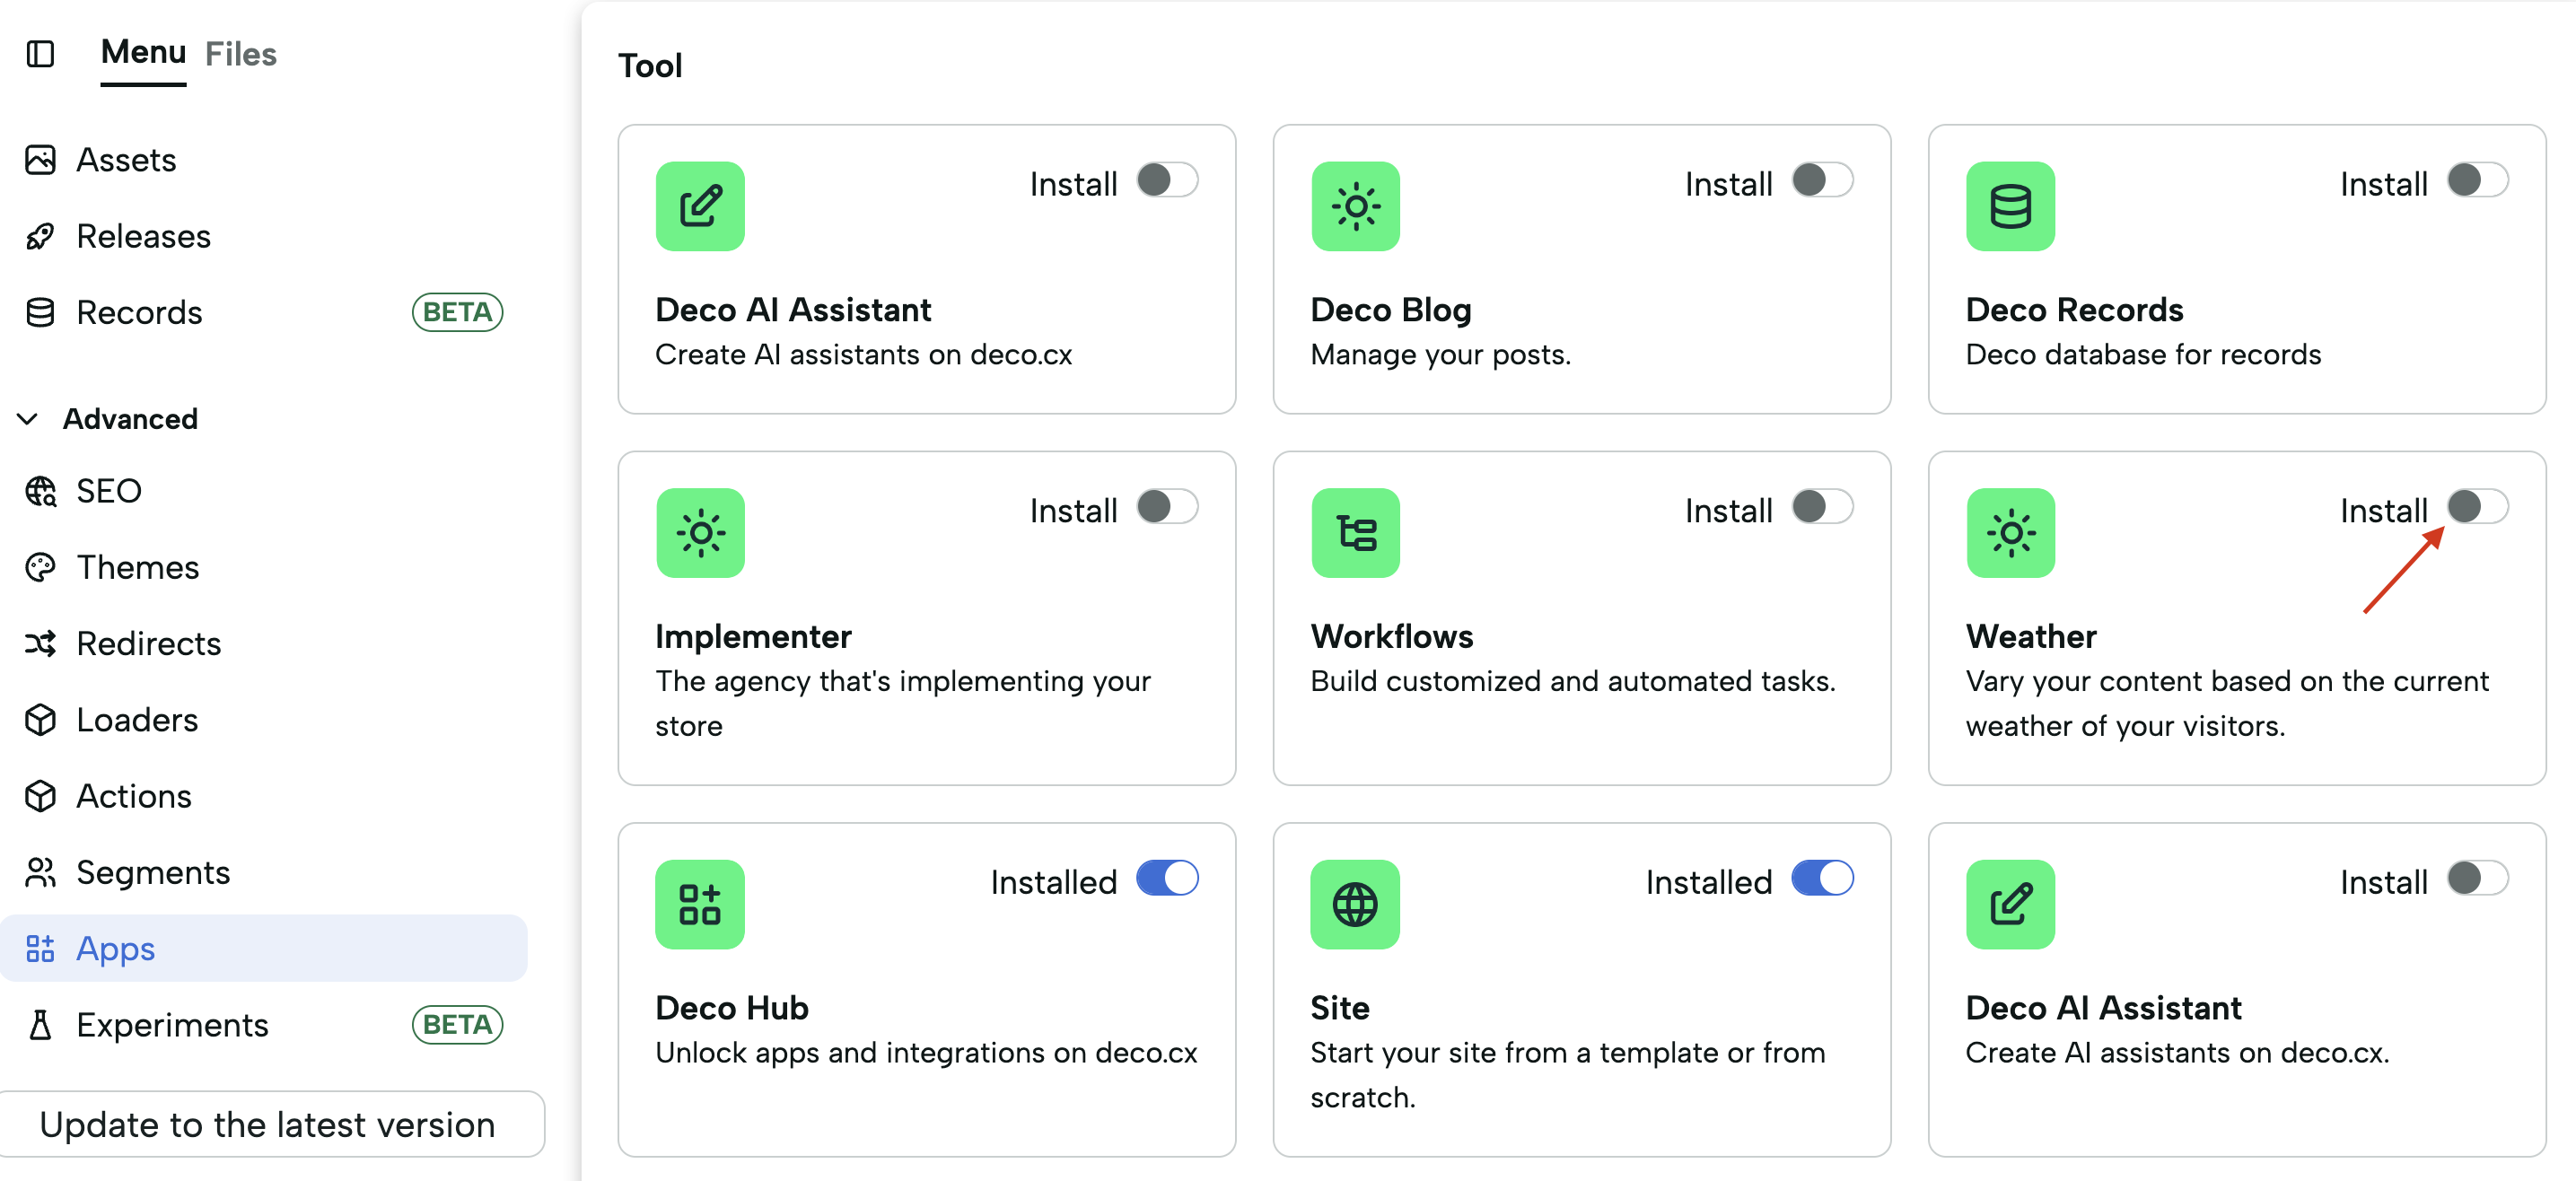 Menu Files
Assets
Releases
Records BETA
Advanced
SEO
Themes
Redirects
Loaders
Actions
Segments
Apps
Experiments BETA
Update to the latest version
Tool
Install
Deco AI Assistant
Create AI assistants on deco.cx
Install
Deco Blog
Manage your posts.
Install
Deco Records
Deco database for records
Install
Implementer
The agency that's implementing your
store
Install
Workflows
Build customized and automated tasks.
Install
Weather
Vary your content based on the current
weather of your visitors.
Installed
Deco Hub
Unlock apps and integrations on deco.cx
Installed
Site
Start your site from a template or from
scratch.
Install
Deco AI Assistant
Create AI assistants on deco.cx.